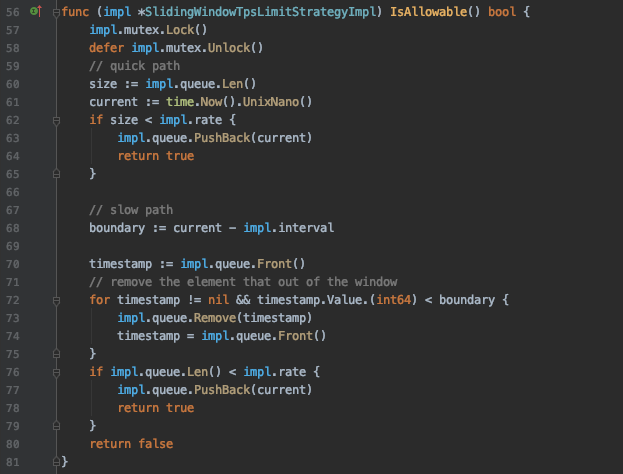 56 func (impl *SlidingWindowTpsLimitStrategyImpl) IsAllowable() bool {
57     impl.mutex.Lock()
58     defer impl.mutex.Unlock()
59     // quick path
60     size := impl.queue.Len()
61     current := time.Now().UnixNano()
62     if size < impl.rate {
63         impl.queue.PushBack(current)
64         return true
65     }
66
67     // slow path
68     boundary := current - impl.interval
69
70     timestamp := impl.queue.Front()
71     // remove the element that out of the window
72     for timestamp != nil && timestamp.Value.(int64) < boundary {
73         impl.queue.Remove(timestamp)
74         timestamp = impl.queue.Front()
75     }
76     if impl.queue.Len() < impl.rate {
77         impl.queue.PushBack(current)
78         return true
79     }
80     return false
81 }